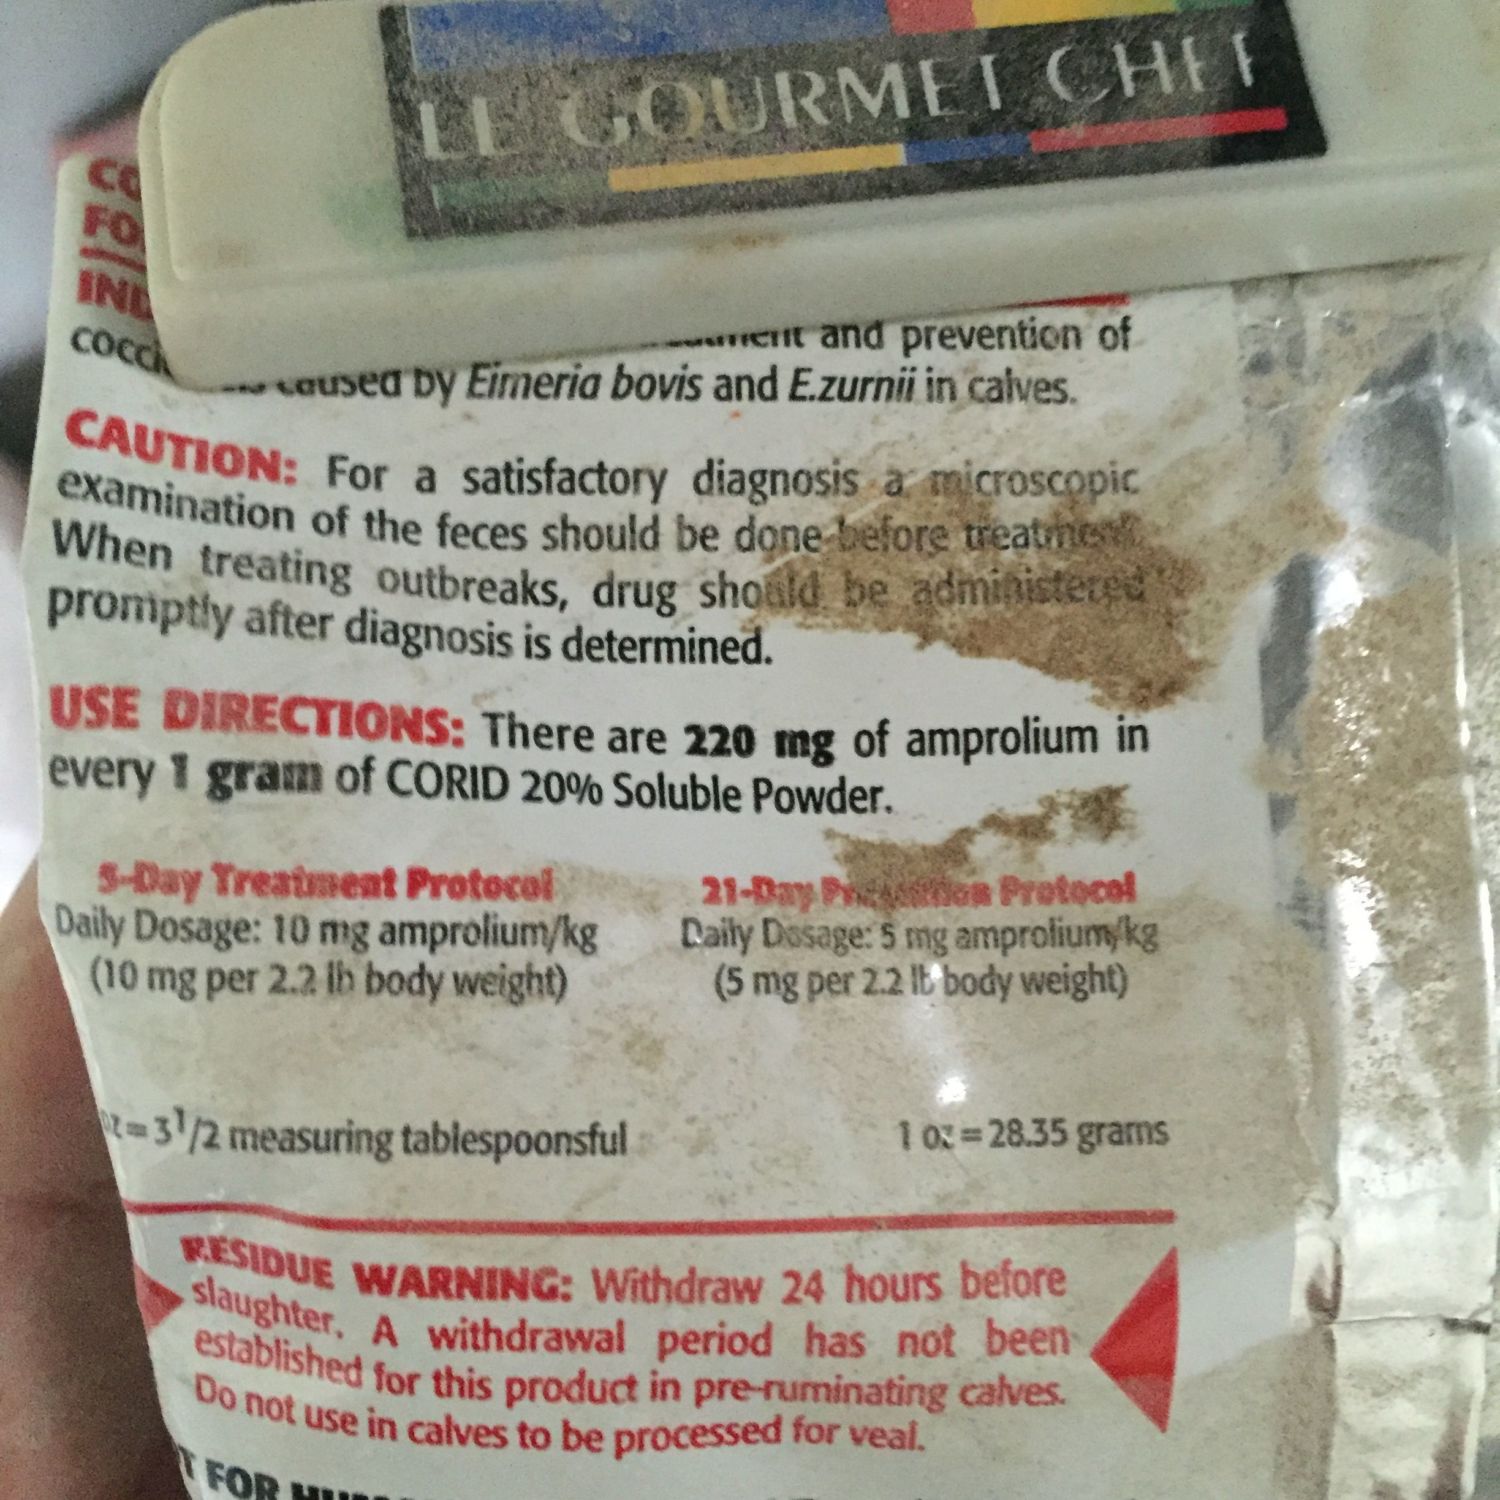 LE GOURMET CHEF
CO
FO
IND
and prevention of
caused by Eimeria bovis and E.zurnii in calves.
CAUTION: For a satisfactory diagnosis a microscopic
examination of the feces should be done before treatment.
When treating outbreaks, drug should be administered
promptly after diagnosis is determined.
USE DIRECTIONS: There are 220 mg of amprolium in
every 1 gram of CORID 20% Soluble Powder.
5-Day Treatment Protocol
Daily Dosage: 10 mg amprolium/kg
(10 mg per 2.2 lb body weight)
21-Day Prevention Protocol
Daily Dosage: 5 mg amprolium/kg
(5 mg per 2.2 lb body weight)
oz = 3 1/2 measuring tablespoonsful
1 oz = 28.35 grams
RESIDUE WARNING: Withdraw 24 hours before
slaughter. A withdrawal period has not been
established for this product in pre-ruminating calves.
Do not use in calves to be processed for veal.
FOR